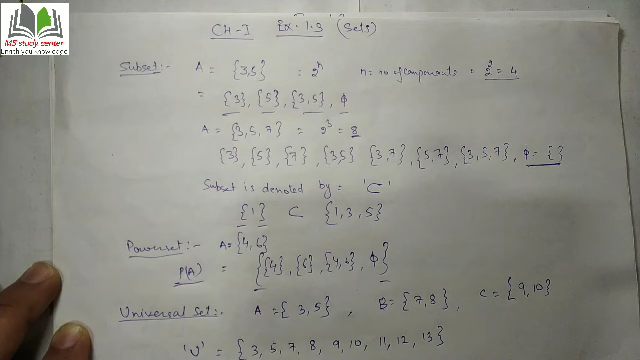 MS study center
Enrich you knowledge
CH-I Ex. 1.3 (Sets)
Subset:- A = {3,5} = 2ⁿ n = no of components = 2² = 4
= {3}, {5}, {3,5}, ϕ
A = {3,5,7} = 2³ = 8
{3}, {5}, {7}, {3,5} {3,7}, {5,7}, {3,5,7}, ϕ = { }
Subset is denoted by = 'C'
{1} C {1,3,5}
Powerset:- A = {4,6}
P(A) = {{4}, {6}, {4,6}, ϕ}
Universal Set: A = {3,5}, B = {7,8}, C = {9,10}
'U' = {3, 5, 7, 8, 9, 10, 11, 12, 13}